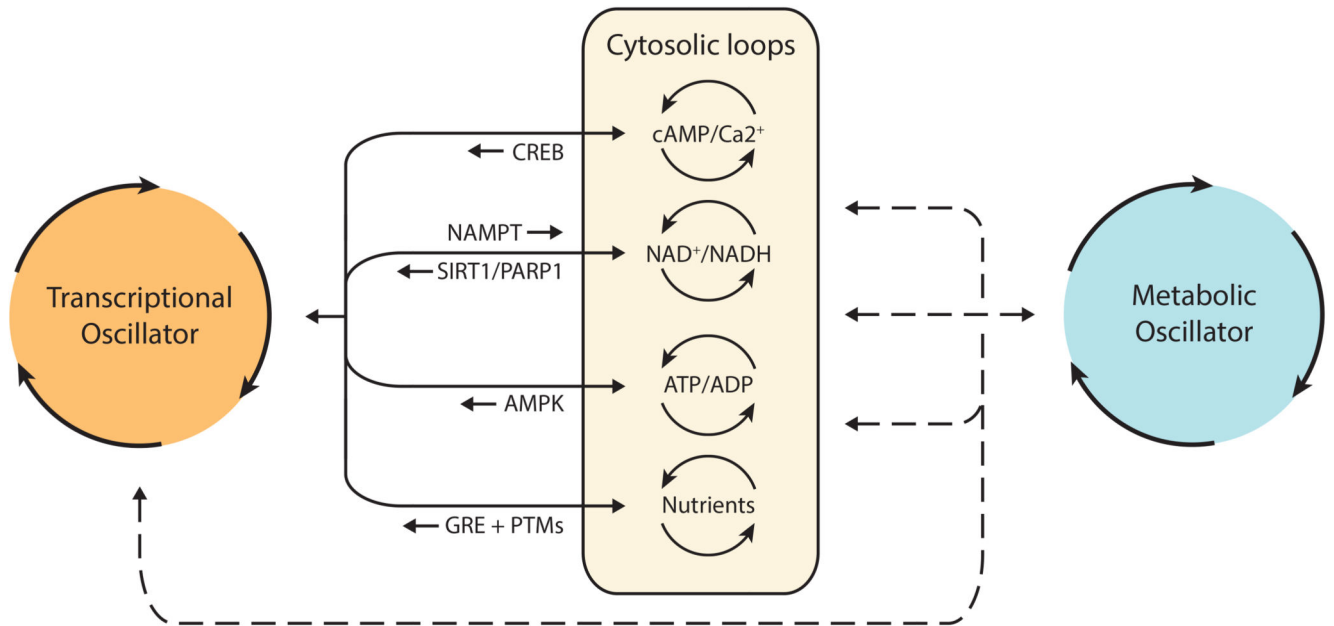 Cytosolic loops
cAMP/Ca2⁺
CREB
NAMPT
NAD⁺/NADH
SIRT1/PARP1
Transcriptional
Oscillator
Metabolic
Oscillator
ATP/ADP
AMPK
Nutrients
GRE + PTMs